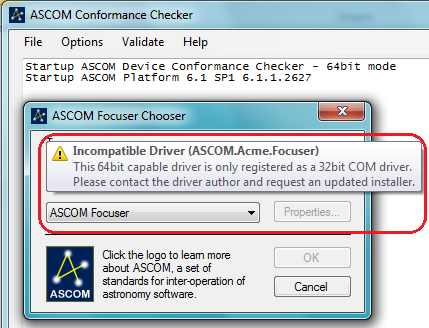 ASCOM Conformance Checker
File Options Validate Help
Startup ASCOM Device Conformance Checker - 64bit mode
Startup ASCOM Platform 6.1 SP1 6.1.1.2627
ASCOM Focuser Chooser
Incompatible Driver (ASCOM.Acme.Focuser)
This 64bit capable driver is only registered as a 32bit COM driver.
Please contact the driver author and request an updated installer.
ASCOM Focuser
Properties...
Click the logo to learn more
about ASCOM, a set of
standards for inter-operation of
astronomy software.
ASCOM
OK
Cancel